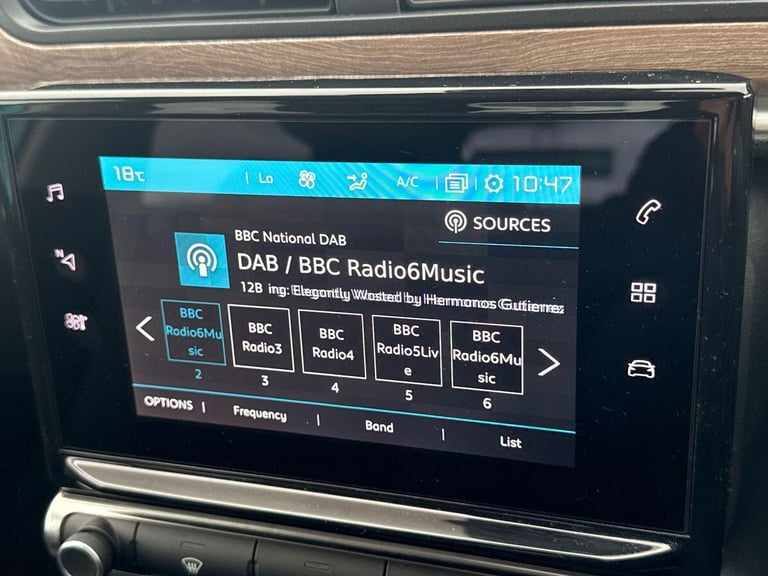 18°C | Lo A/C | | 10:47
SOURCES
BBC National DAB
DAB / BBC Radio6Music
12B ing: Elegantly Wasted by Hermanos Gutierrez
BBC
Radio6Mu
sic
2
BBC
Radio3
3
BBC
Radio4
4
BBC
Radio5Liv
e
5
BBC
Radio6Mu
sic
6
OPTIONS | Frequency | Band | List
N